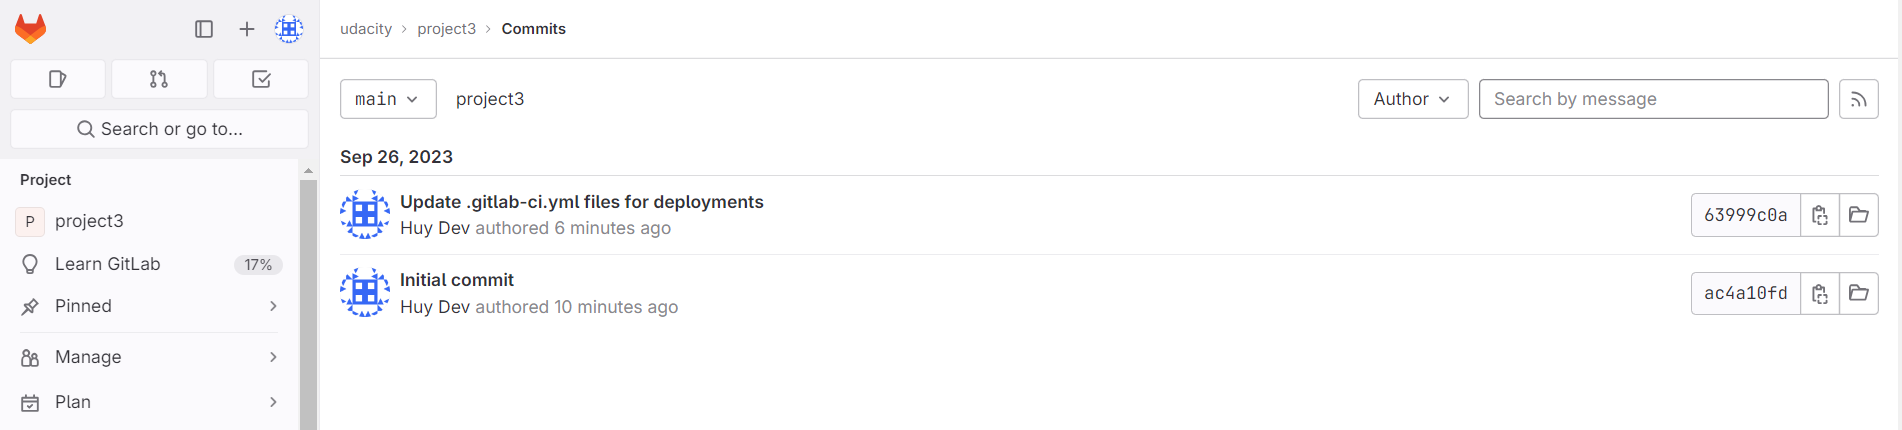 udacity > project3 > Commits
Search or go to...
Project
P project3
Learn GitLab 17%
Pinned
Manage
Plan
main project3 Author Search by message
Sep 26, 2023
Update .gitlab-ci.yml files for deployments
Huy Dev authored 6 minutes ago
63999c0a
Initial commit
Huy Dev authored 10 minutes ago
ac4a10fd